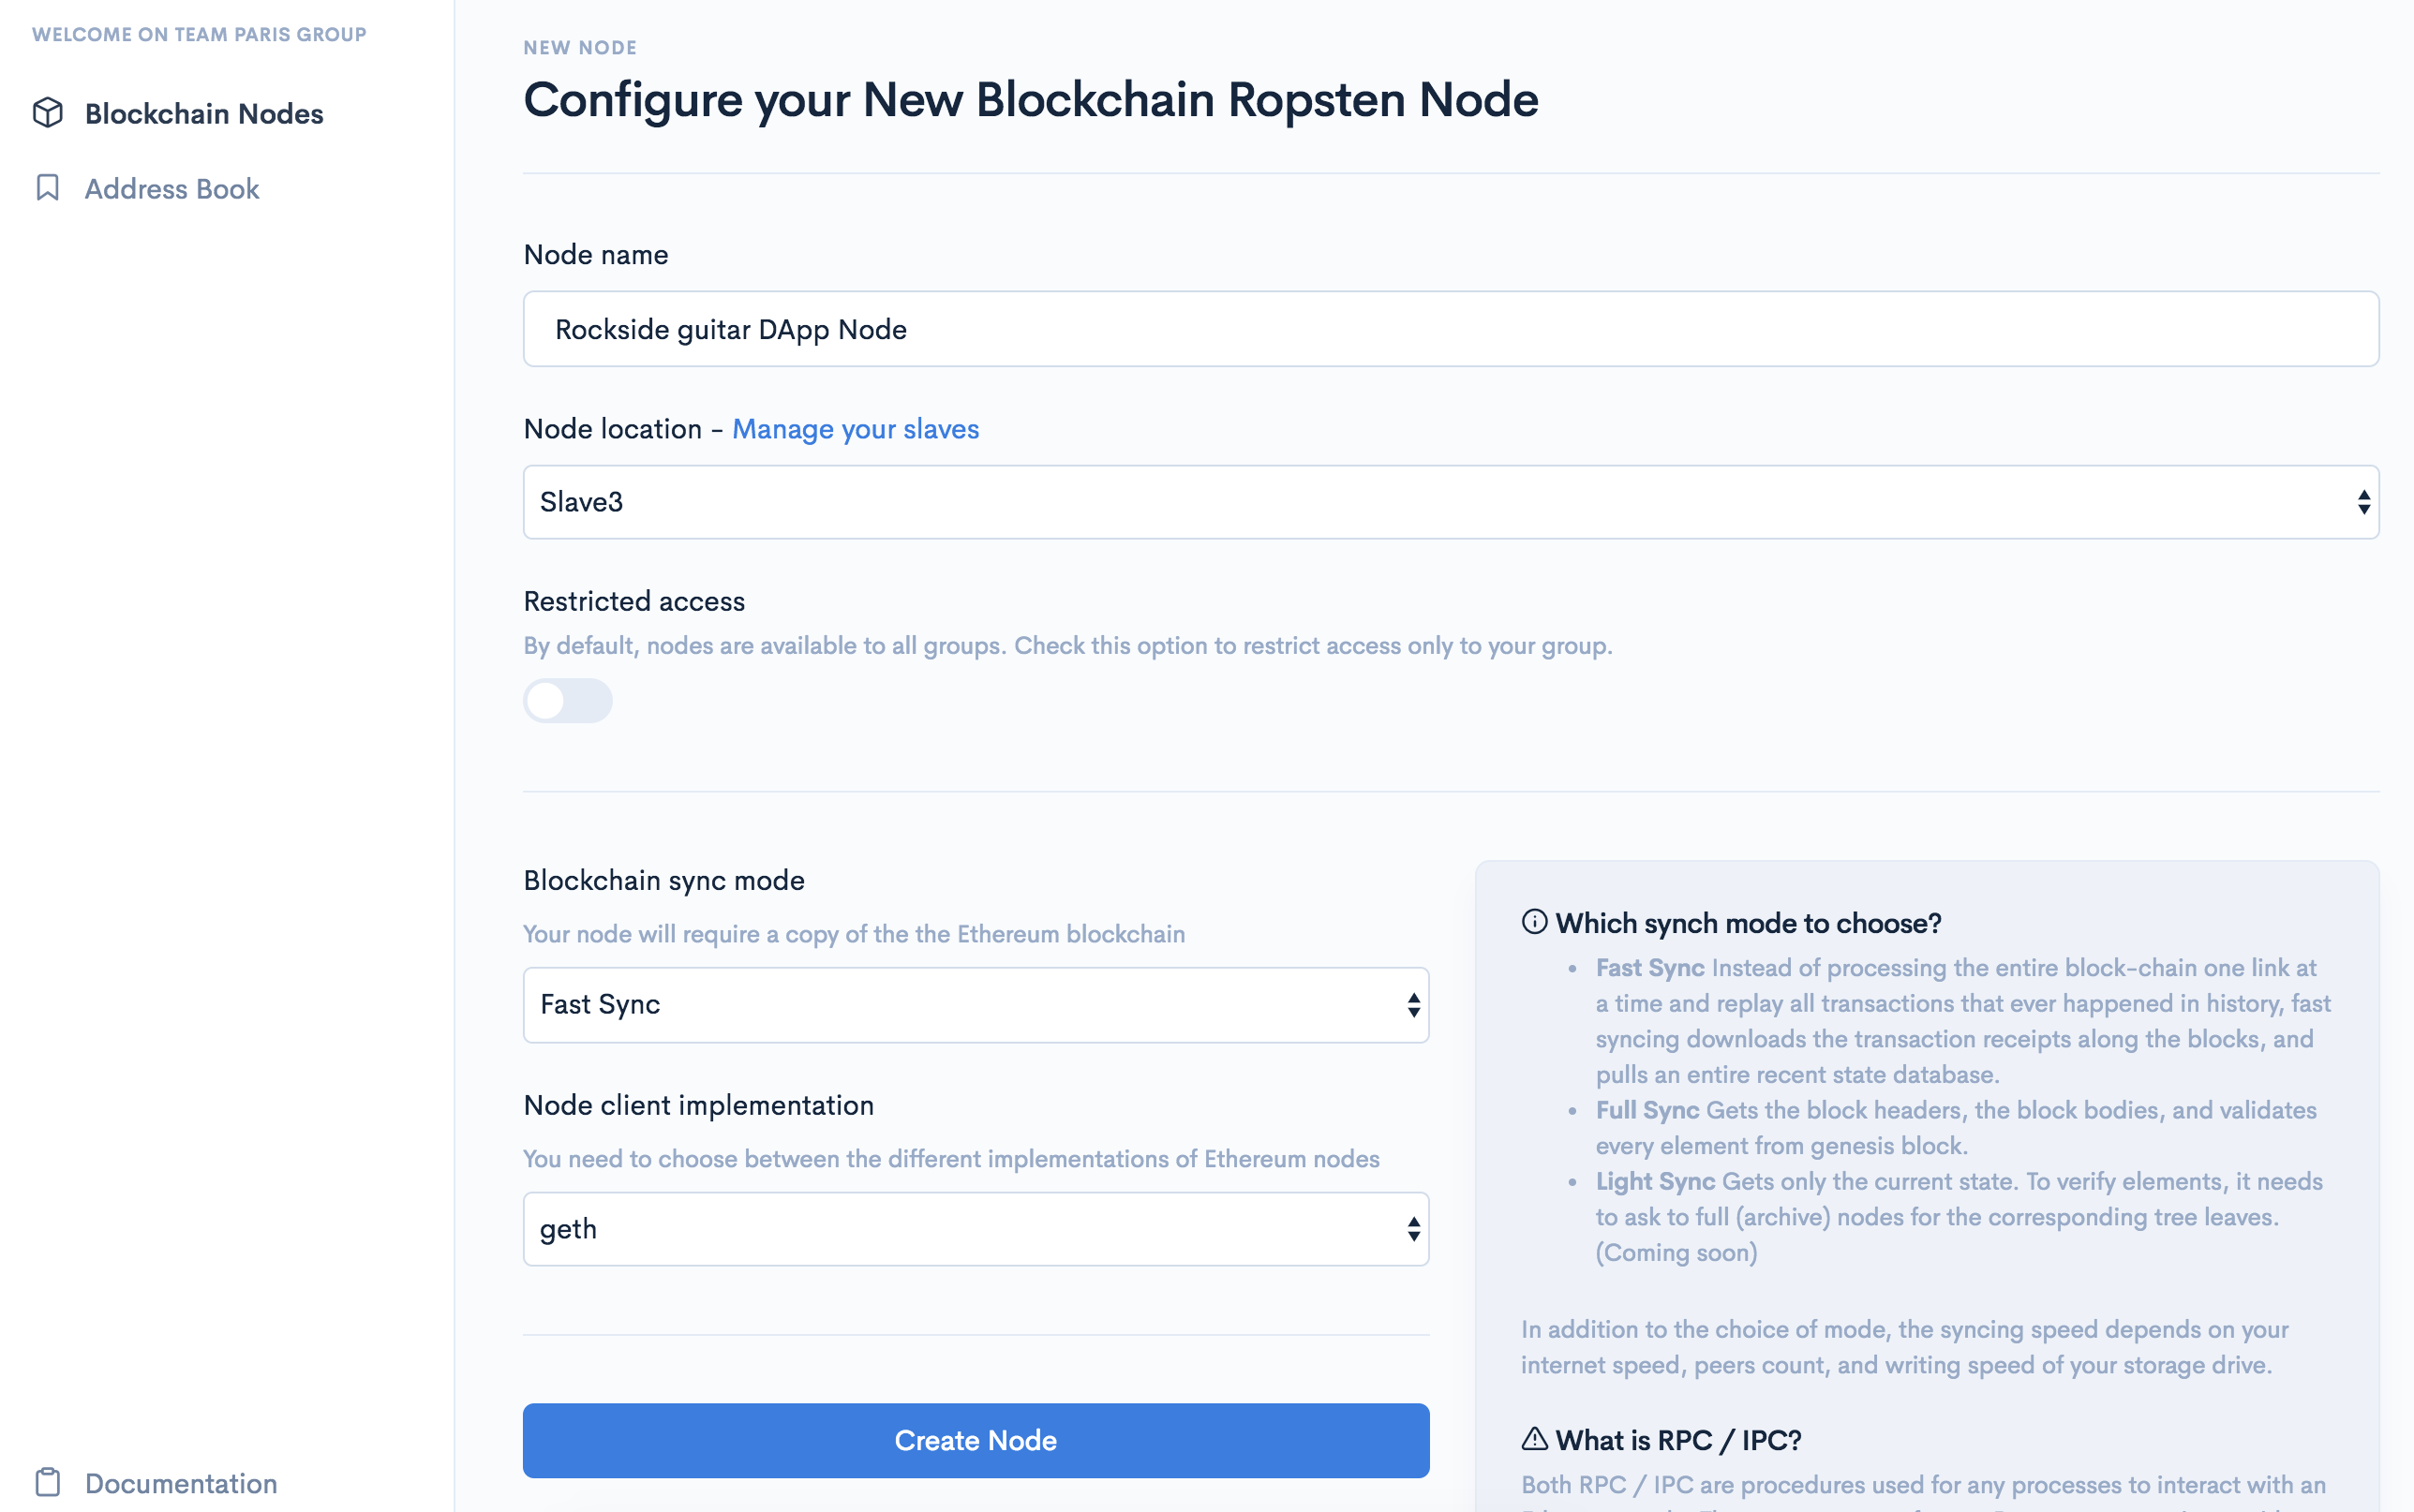 WELCOME ON TEAM PARIS GROUP
Blockchain Nodes
Address Book
Documentation
NEW NODE
Configure your New Blockchain Ropsten Node
Node name
Rockside guitar DApp Node
Node location - Manage your slaves
Slave3
Restricted access
By default, nodes are available to all groups. Check this option to restrict access only to your group.
Blockchain sync mode
Your node will require a copy of the the Ethereum blockchain
Fast Sync
Node client implementation
You need to choose between the different implementations of Ethereum nodes
geth
Create Node
Which synch mode to choose?
Fast Sync Instead of processing the entire block-chain one link at
a time and replay all transactions that ever happened in history, fast
syncing downloads the transaction receipts along the blocks, and
pulls an entire recent state database.
Full Sync Gets the block headers, the block bodies, and validates
every element from genesis block.
Light Sync Gets only the current state. To verify elements, it needs
to ask to full (archive) nodes for the corresponding tree leaves.
(Coming soon)
In addition to the choice of mode, the syncing speed depends on your
internet speed, peers count, and writing speed of your storage drive.
What is RPC / IPC?
Both RPC / IPC are procedures used for any processes to interact with an